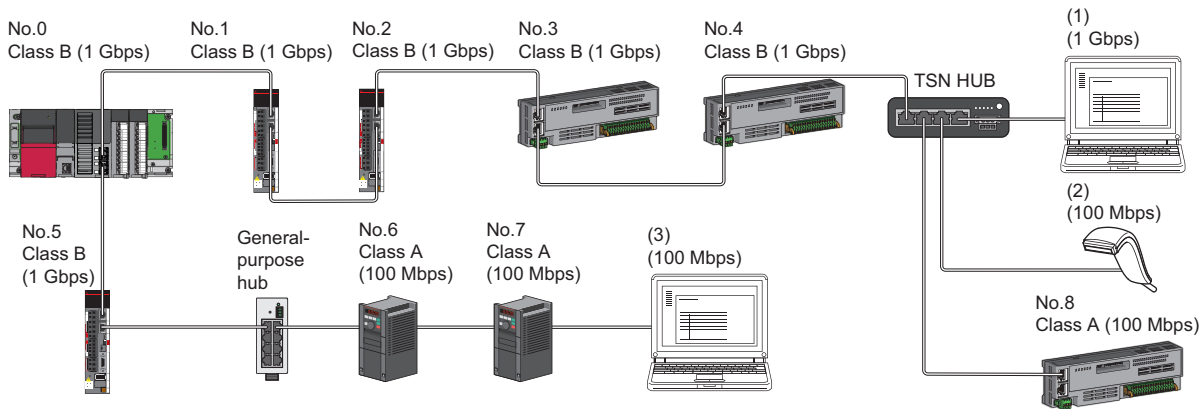 No.0
Class B (1 Gbps)
No.1
Class B (1 Gbps)
No.2
Class B (1 Gbps)
No.3
Class B (1 Gbps)
No.4
Class B (1 Gbps)
TSN HUB
(1)
(1 Gbps)
(2)
(100 Mbps)
No.5
Class B
(1 Gbps)
General-
purpose
hub
No.6
Class A
(100 Mbps)
No.7
Class A
(100 Mbps)
(3)
(100 Mbps)
No.8
Class A (100 Mbps)